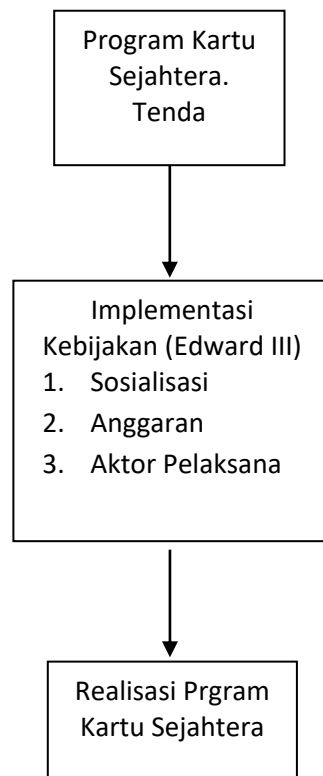 Program Kartu
Sejahtera.
Tenda
Implementasi
Kebijakan (Edward III)
1. Sosialisasi
2. Anggaran
3. Aktor Pelaksana
Realisasi Prgram
Kartu Sejahtera